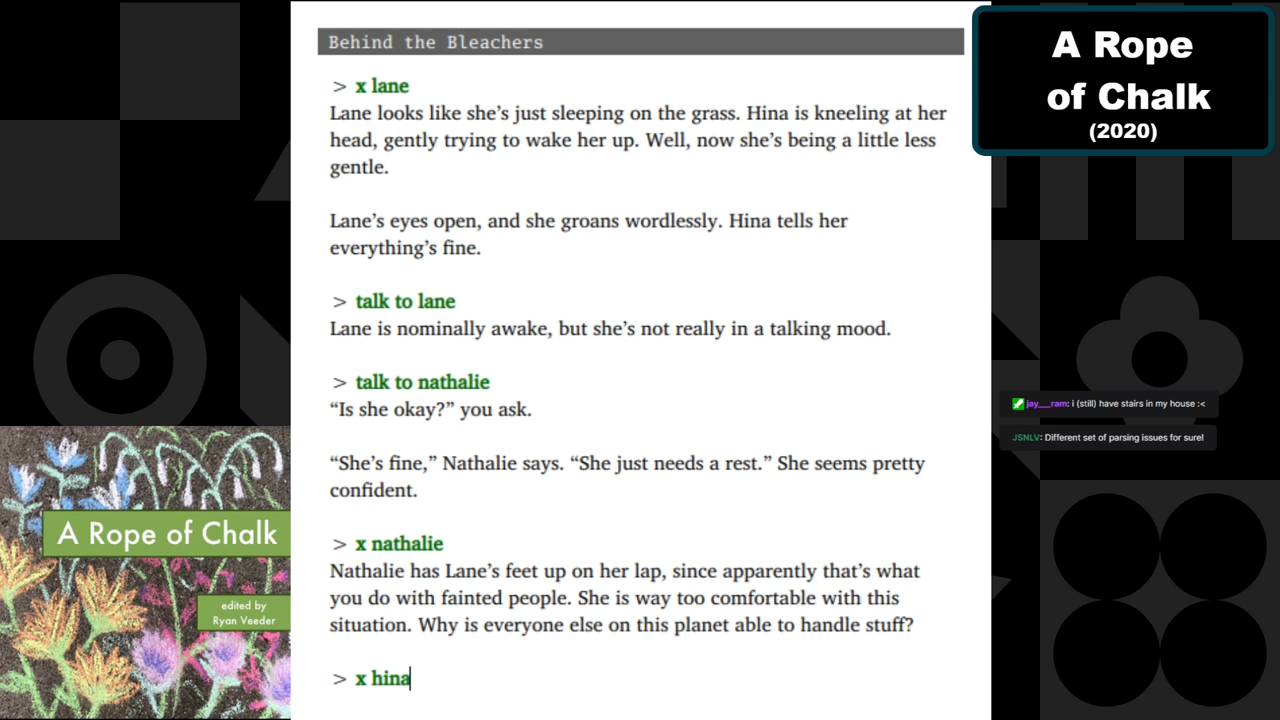 Behind the Bleachers
> x lane
Lane looks like she’s just sleeping on the grass. Hina is kneeling at her
head, gently trying to wake her up. Well, now she’s being a little less
gentle.
Lane’s eyes open, and she groans wordlessly. Hina tells her
everything’s fine.
> talk to lane
Lane is nominally awake, but she’s not really in a talking mood.
> talk to nathalie
“Is she okay?” you ask.
“She’s fine,” Nathalie says. “She just needs a rest.” She seems pretty
confident.
> x nathalie
Nathalie has Lane’s feet up on her lap, since apparently that’s what
you do with fainted people. She is way too comfortable with this
situation. Why is everyone else on this planet able to handle stuff?
> x hina
A Rope
of Chalk
(2020)
jay___ram: i (still) have stairs in my house :<
JSNLV: Different set of parsing issues for sure!
A Rope of Chalk
edited by
Ryan Veeder